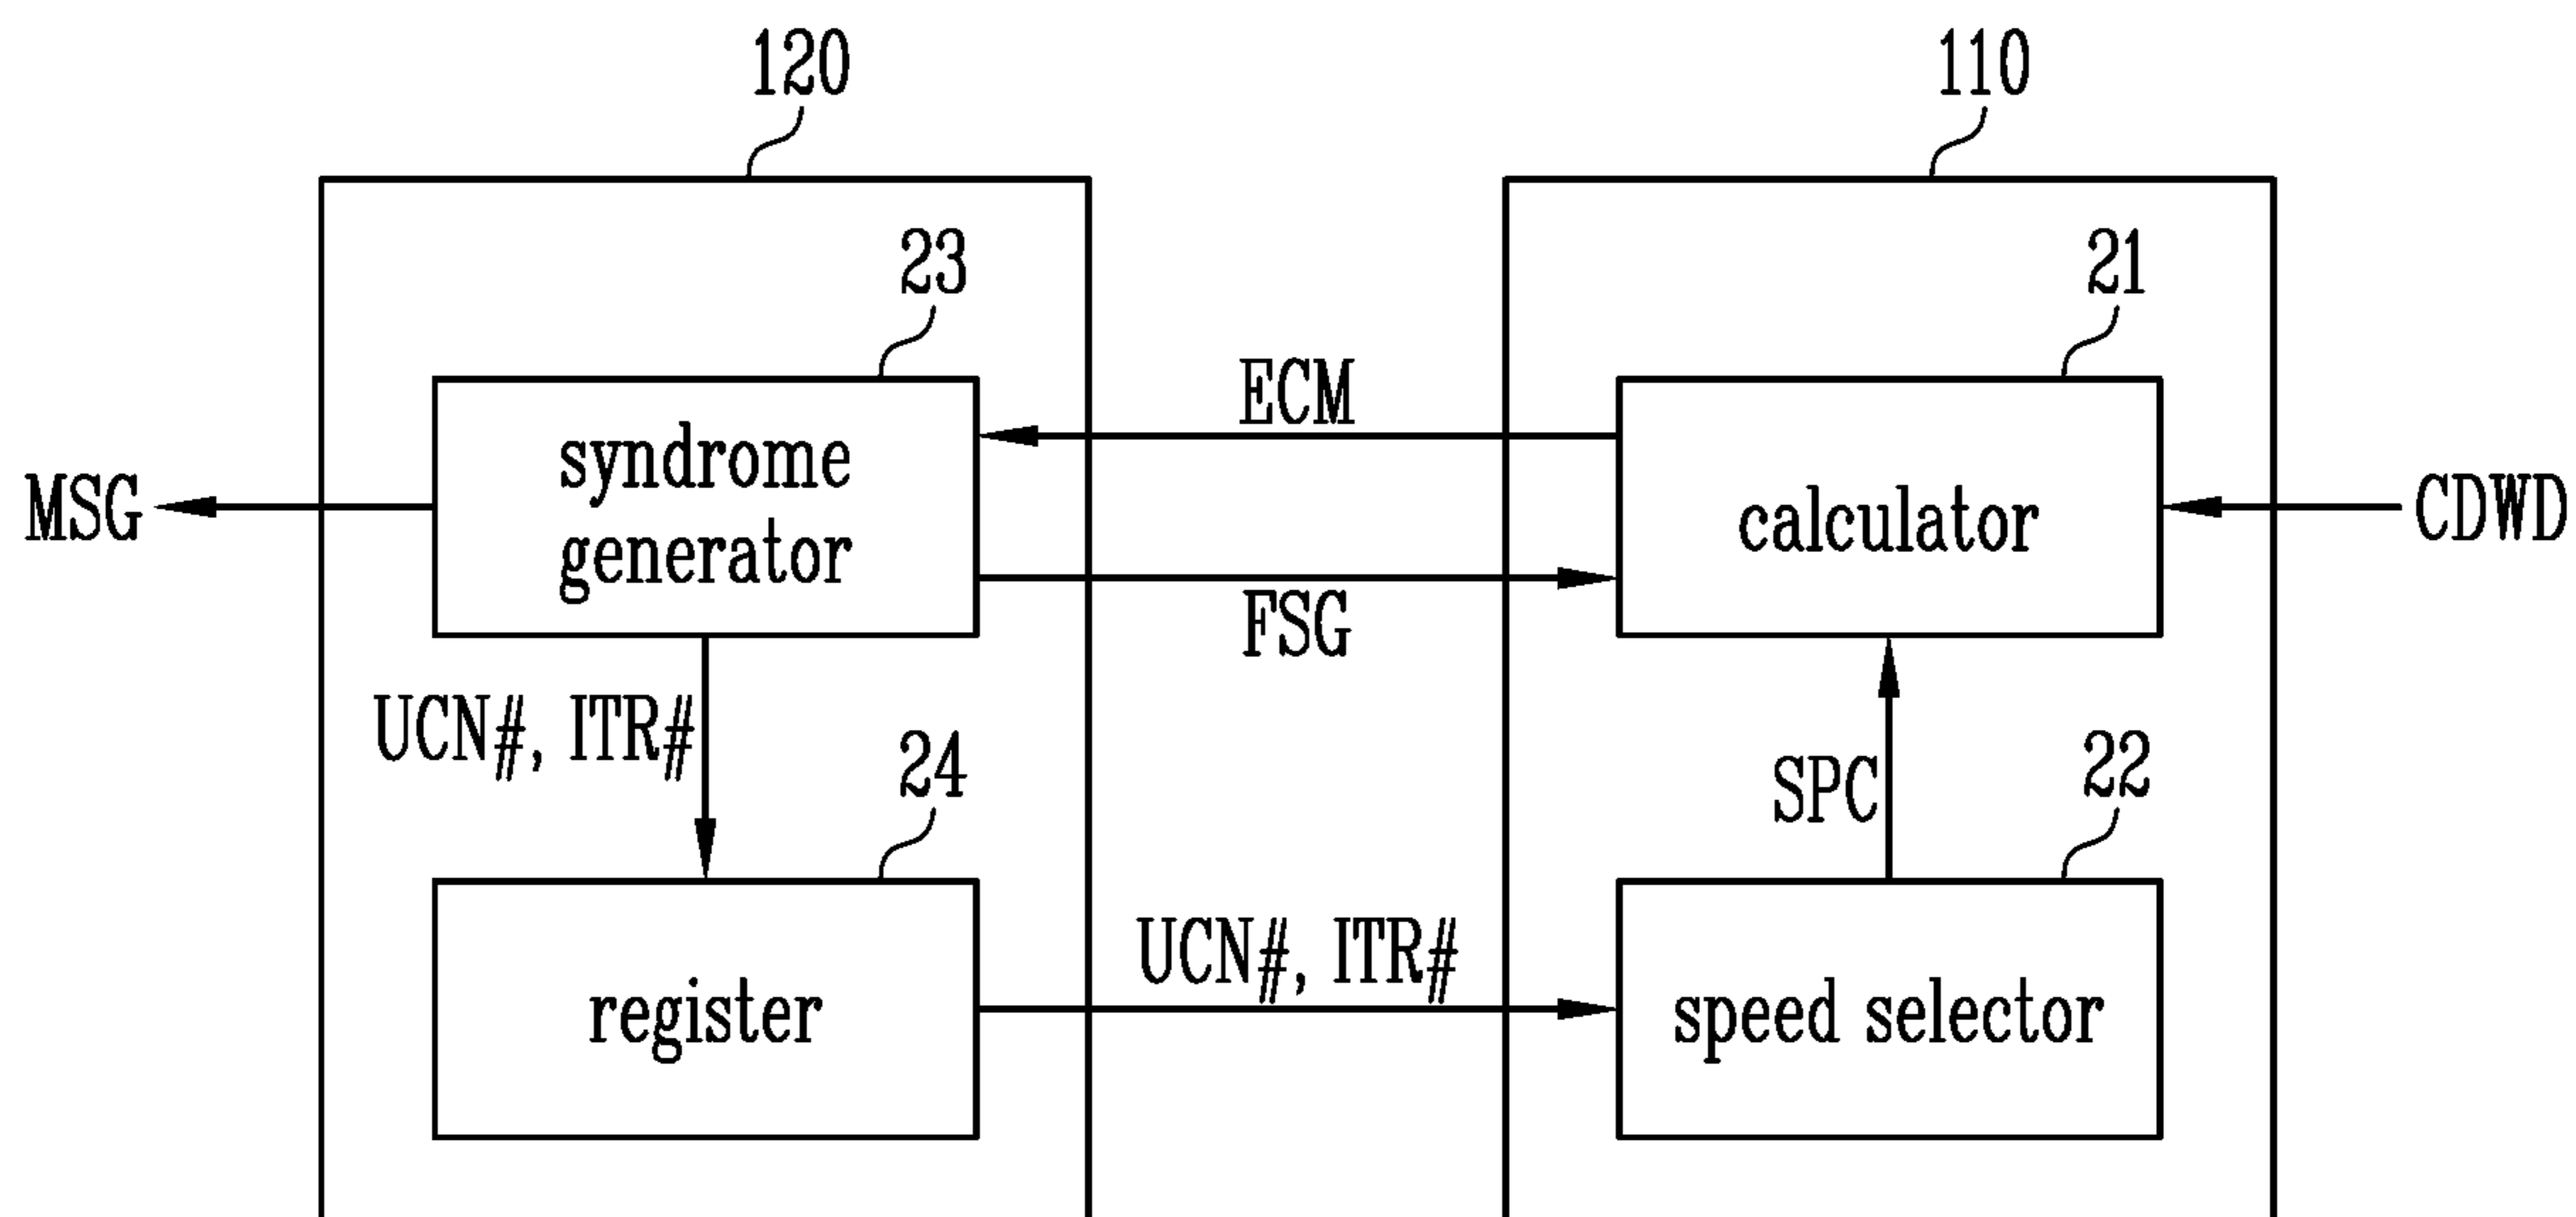 120
110
23
21
ECM
syndrome
generator
MSG
calculator
CDWD
FSG
UCN#, ITR#
24
SPC
22
UCN#, ITR#
register
speed selector